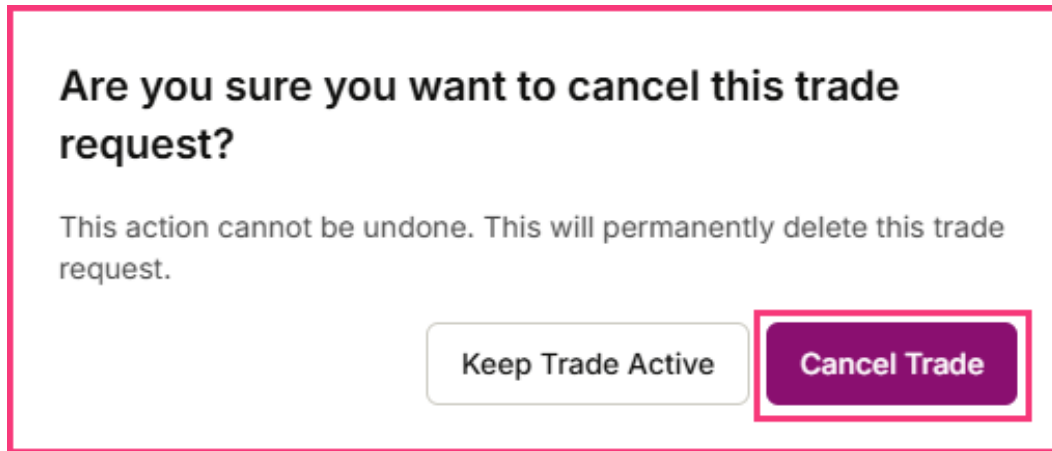 Are you sure you want to cancel this trade
request?
This action cannot be undone. This will permanently delete this trade
request.
Keep Trade Active
Cancel Trade